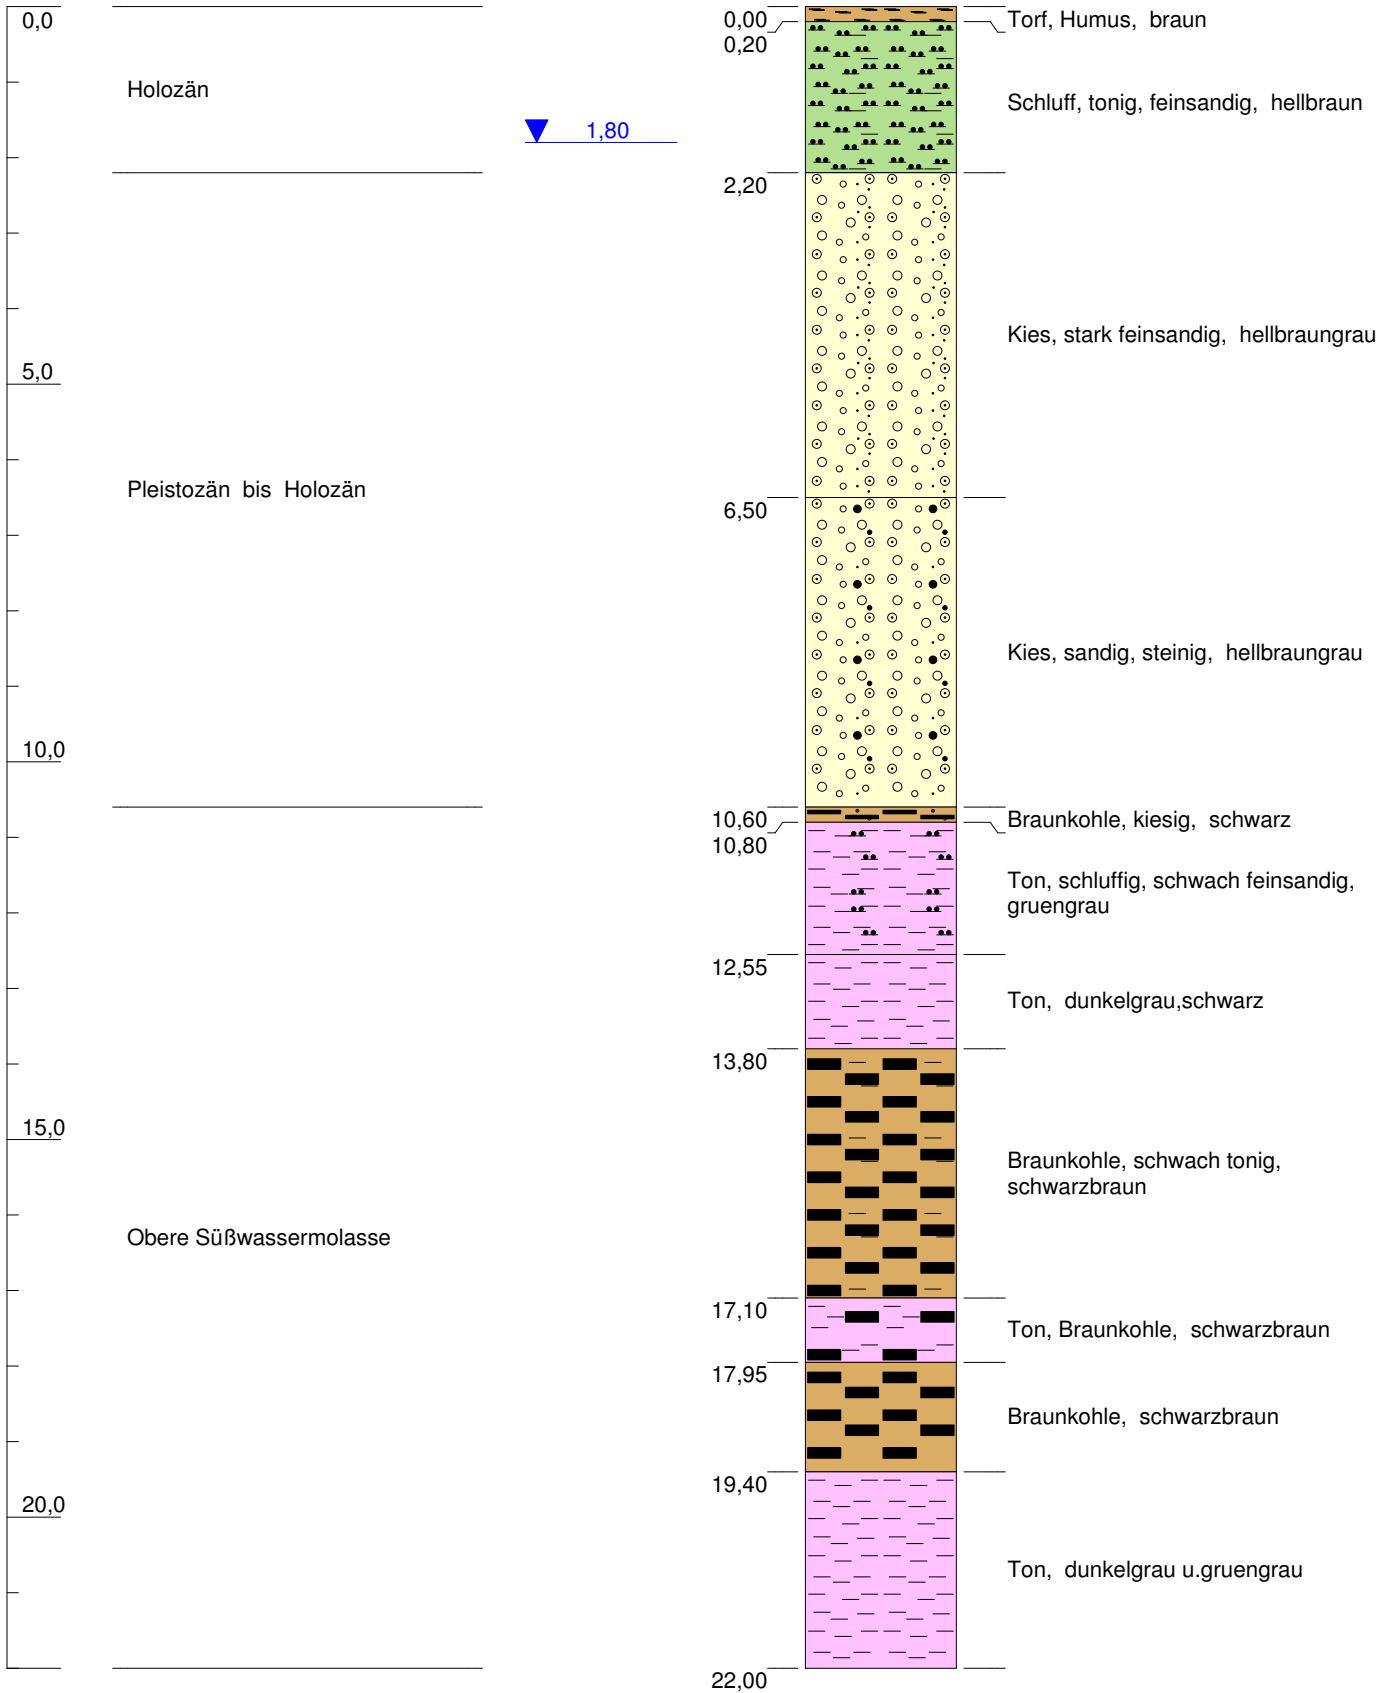 0,0
0,00
Torf, Humus,  braun
0,20
Holozän
Schluff, tonig, feinsandig,  hellbraun
1,80
2,20
Kies, stark feinsandig,  hellbraungrau
5,0
Pleistozän  bis  Holozän
6,50
Kies, sandig, steinig,  hellbraungrau
10,0
10,60
Braunkohle, kiesig,  schwarz
10,80
Ton, schluffig, schwach feinsandig,
gruengrau
12,55
Ton,  dunkelgrau,schwarz
13,80
15,0
Braunkohle, schwach tonig,
schwarzbraun
Obere Süßwassermolasse
17,10
Ton, Braunkohle,  schwarzbraun
17,95
Braunkohle,  schwarzbraun
19,40
20,0
Ton,  dunkelgrau u.gruengrau
22,00